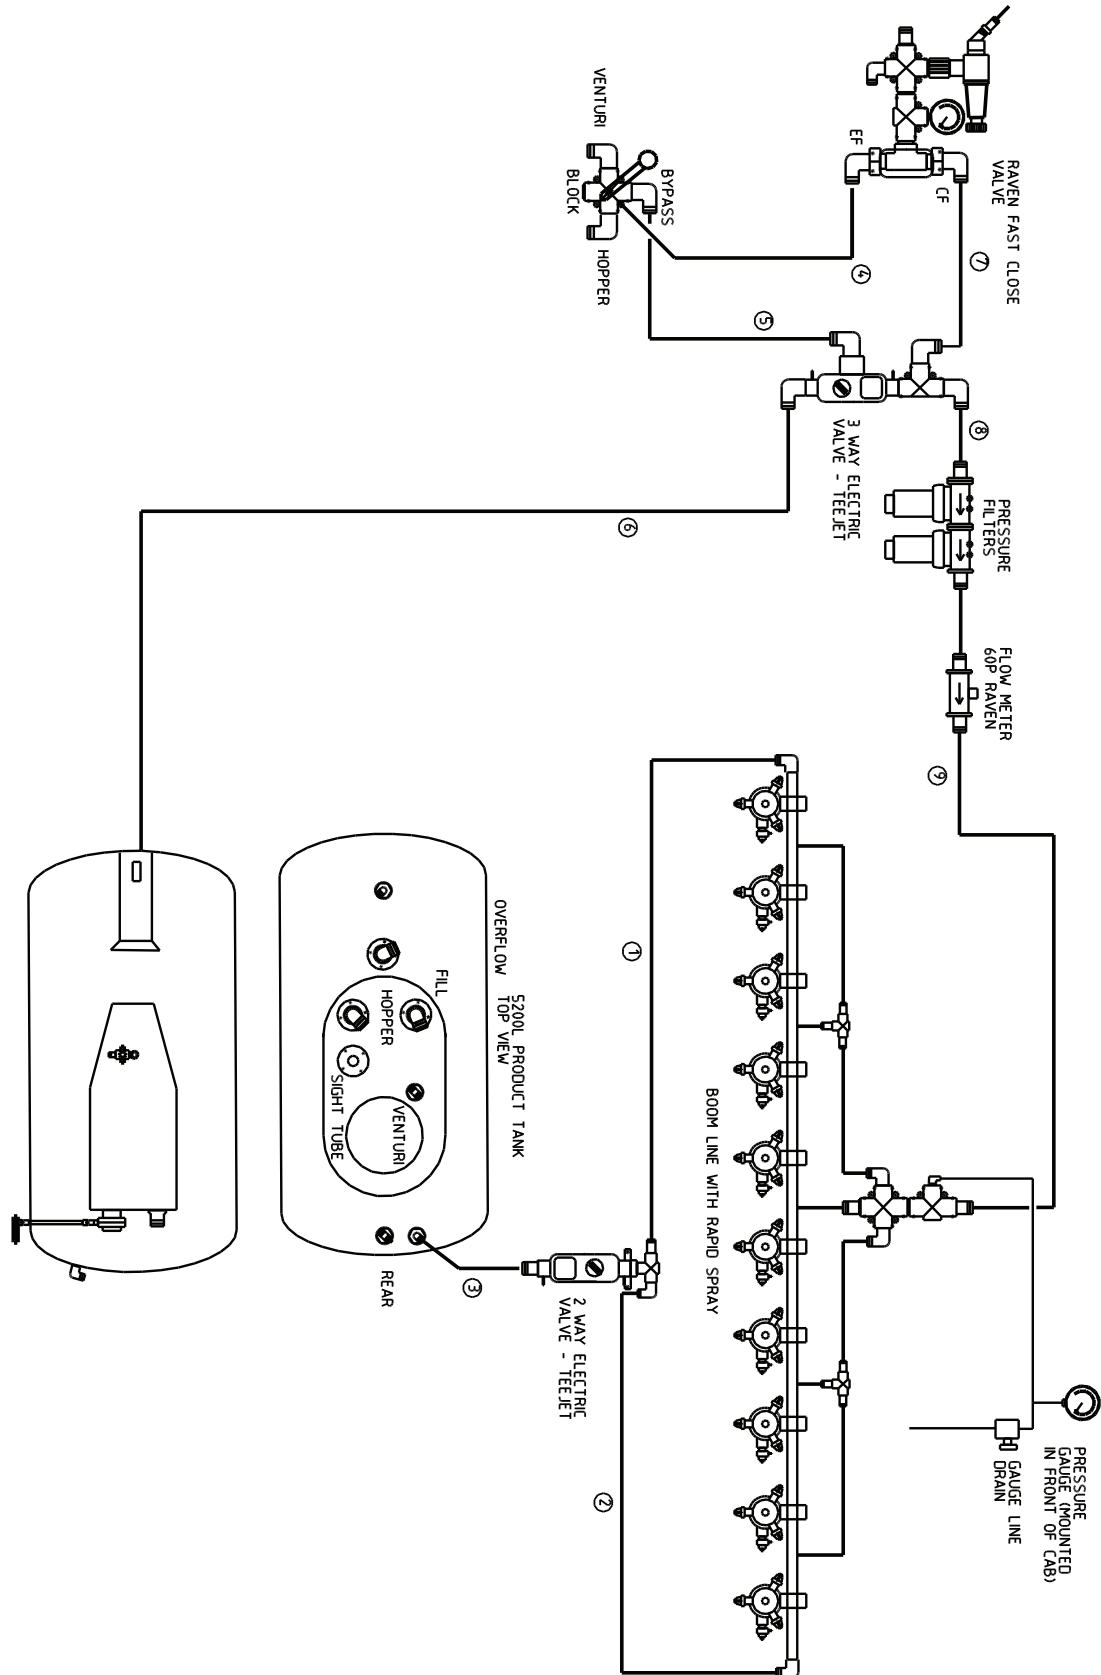 RAVEN FAST CLOSE
VALVE
EF
CF
VENTURI
BYPASS
BLOCK
HOPPER
7
4
5
3 WAY ELECTRIC
VALVE - TEEJET
8
6
PRESSURE
FILTERS
FLOW METER
60P RAVEN
9
1
5200L PRODUCT TANK
TOP VIEW
OVERFLOW
FILL
HOPPER
SIGHT TUBE
VENTURI
REAR
3
2 WAY ELECTRIC
VALVE - TEEJET
BOOM LINE WITH RAPID SPRAY
2
PRESSURE
GAUGE (MOUNTED
IN FRONT OF CAB)
GAUGE LINE
DRAIN